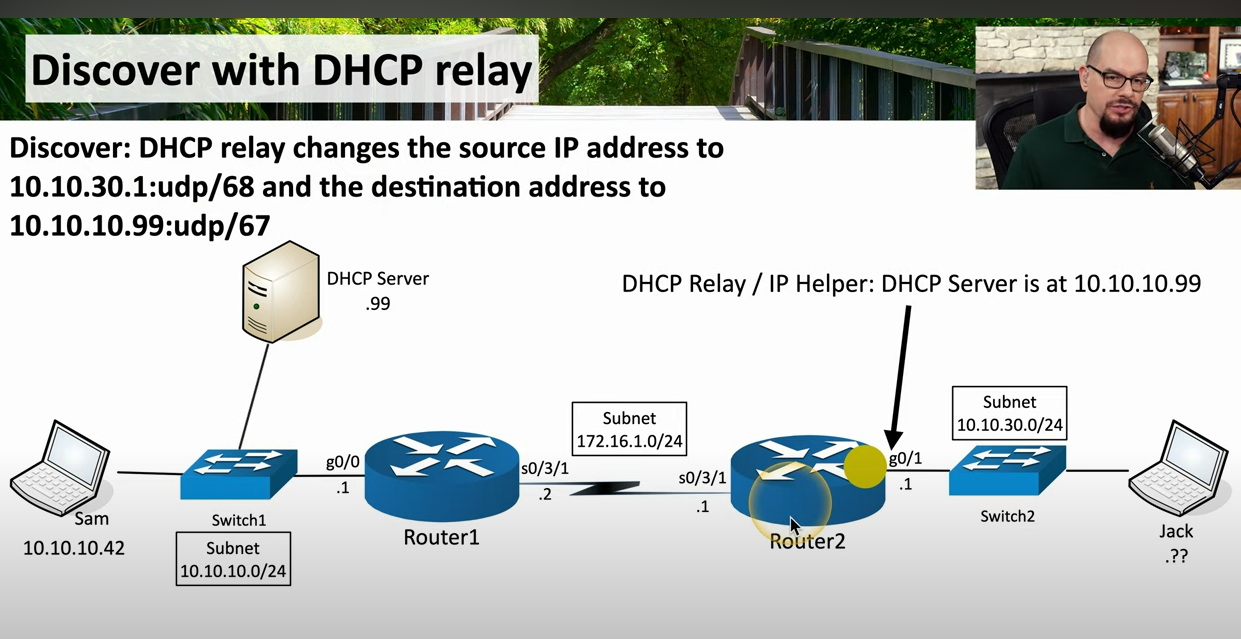 Discover with DHCP relay
Discover: DHCP relay changes the source IP address to
10.10.30.1:udp/68 and the destination address to
10.10.10.99:udp/67
DHCP Server
.99
DHCP Relay / IP Helper: DHCP Server is at 10.10.10.99
Subnet
172.16.1.0/24
Subnet
10.10.30.0/24
g0/0
.1
s0/3/1
.2
s0/3/1
.1
g0/1
.1
Sam
10.10.10.42
Switch1
Subnet
10.10.10.0/24
Router1
Router2
Switch2
Jack
.??